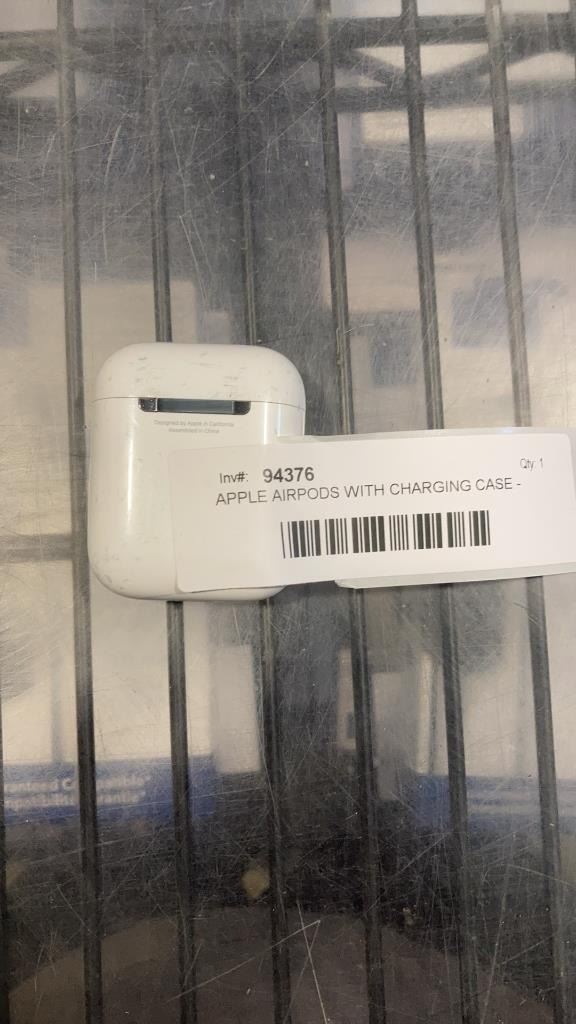 Designed by Apple in California
Assembled in China
Inv#: 94376
Qty: 1
APPLE AIRPODS WITH CHARGING CASE -